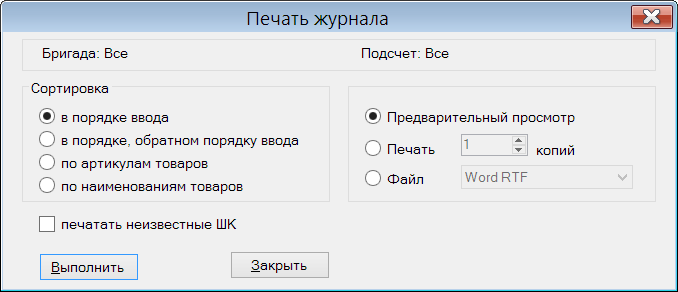 Печать журнала
Бригада: Все Подсчет: Все
Сортировка
в порядке ввода
в порядке, обратном порядку ввода
по артикулам товаров
по наименованиям товаров
Предварительный просмотр
Печать 1 копий
Файл Word RTF
печатать неизвестные ШК
Выполнить Закрыть